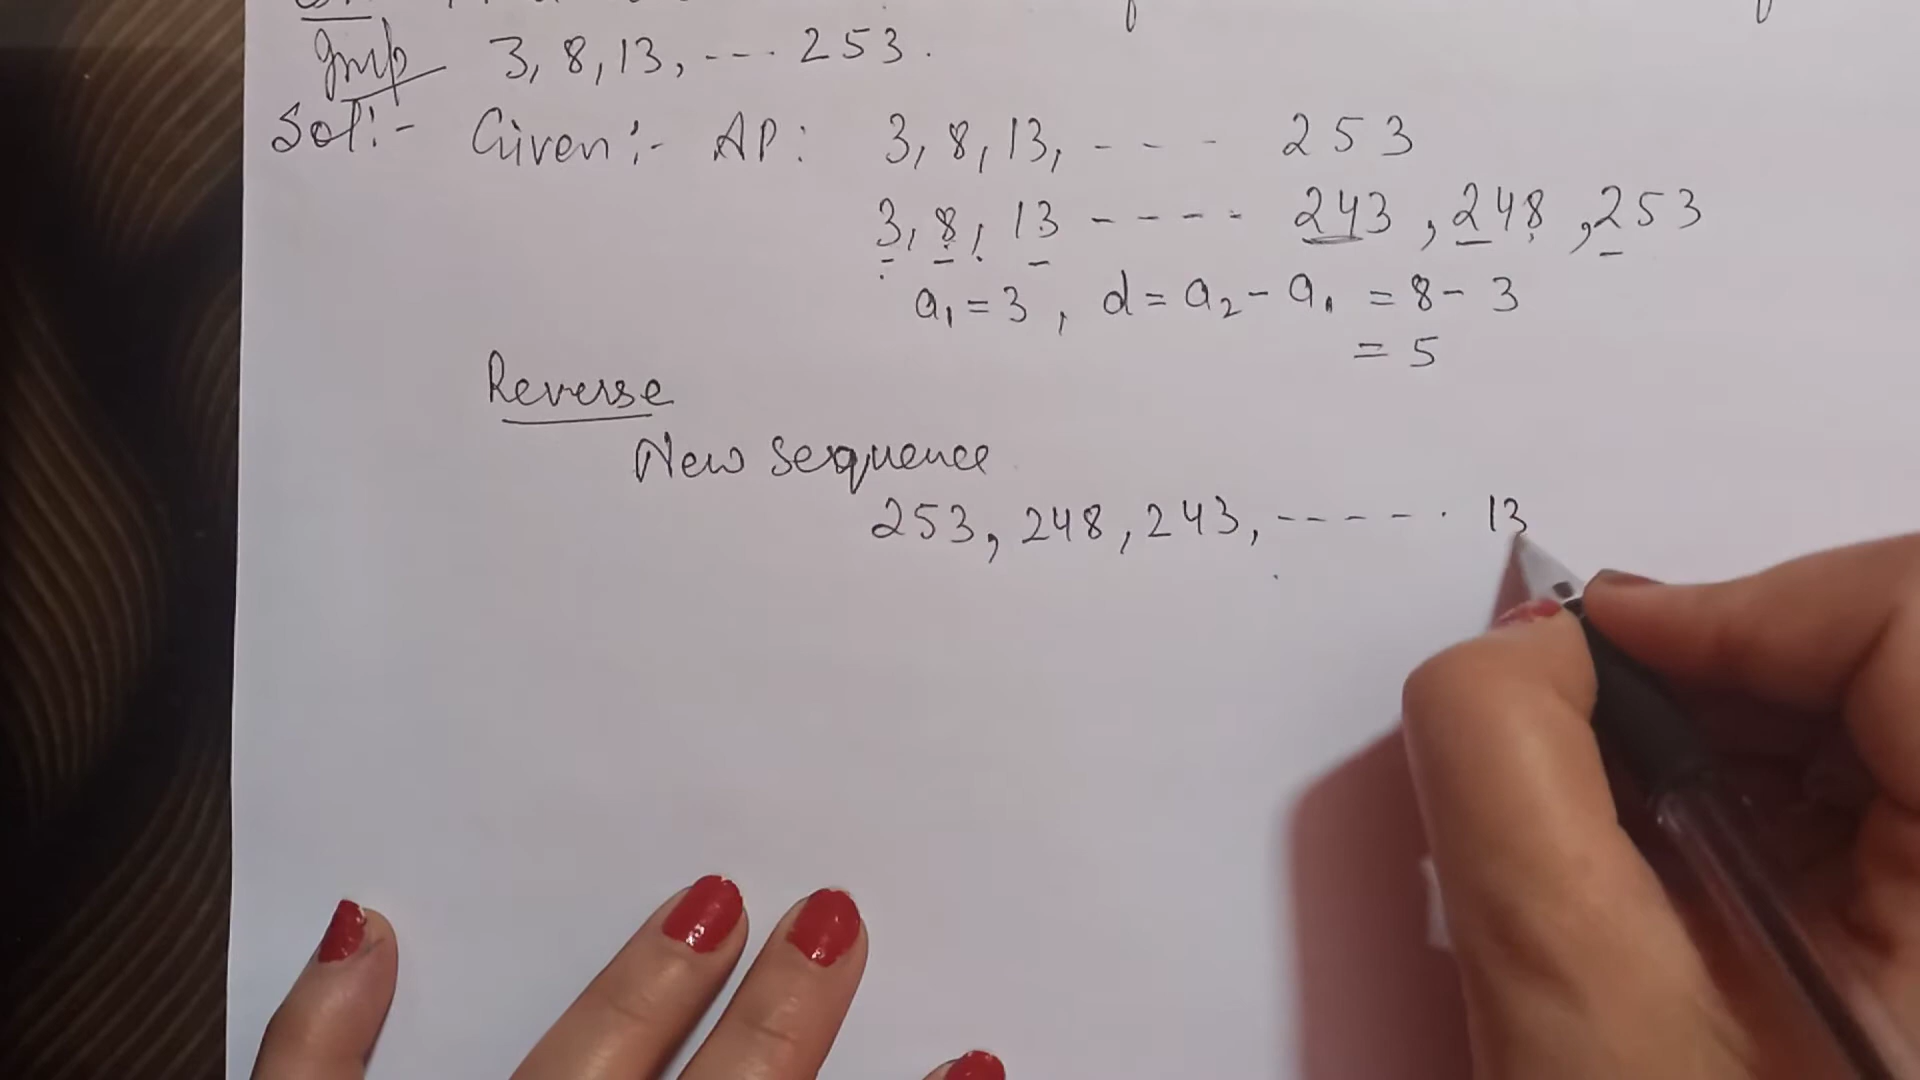 Imp 3, 8, 13, --- 253.
Sol:- Given:- AP: 3, 8, 13, --- 253
3, 8, 13 ---- 243, 248, 253
a₁ = 3, d = a₂ - a₁ = 8 - 3
= 5
Reverse
New Sequence
253, 248, 243, ----- 13